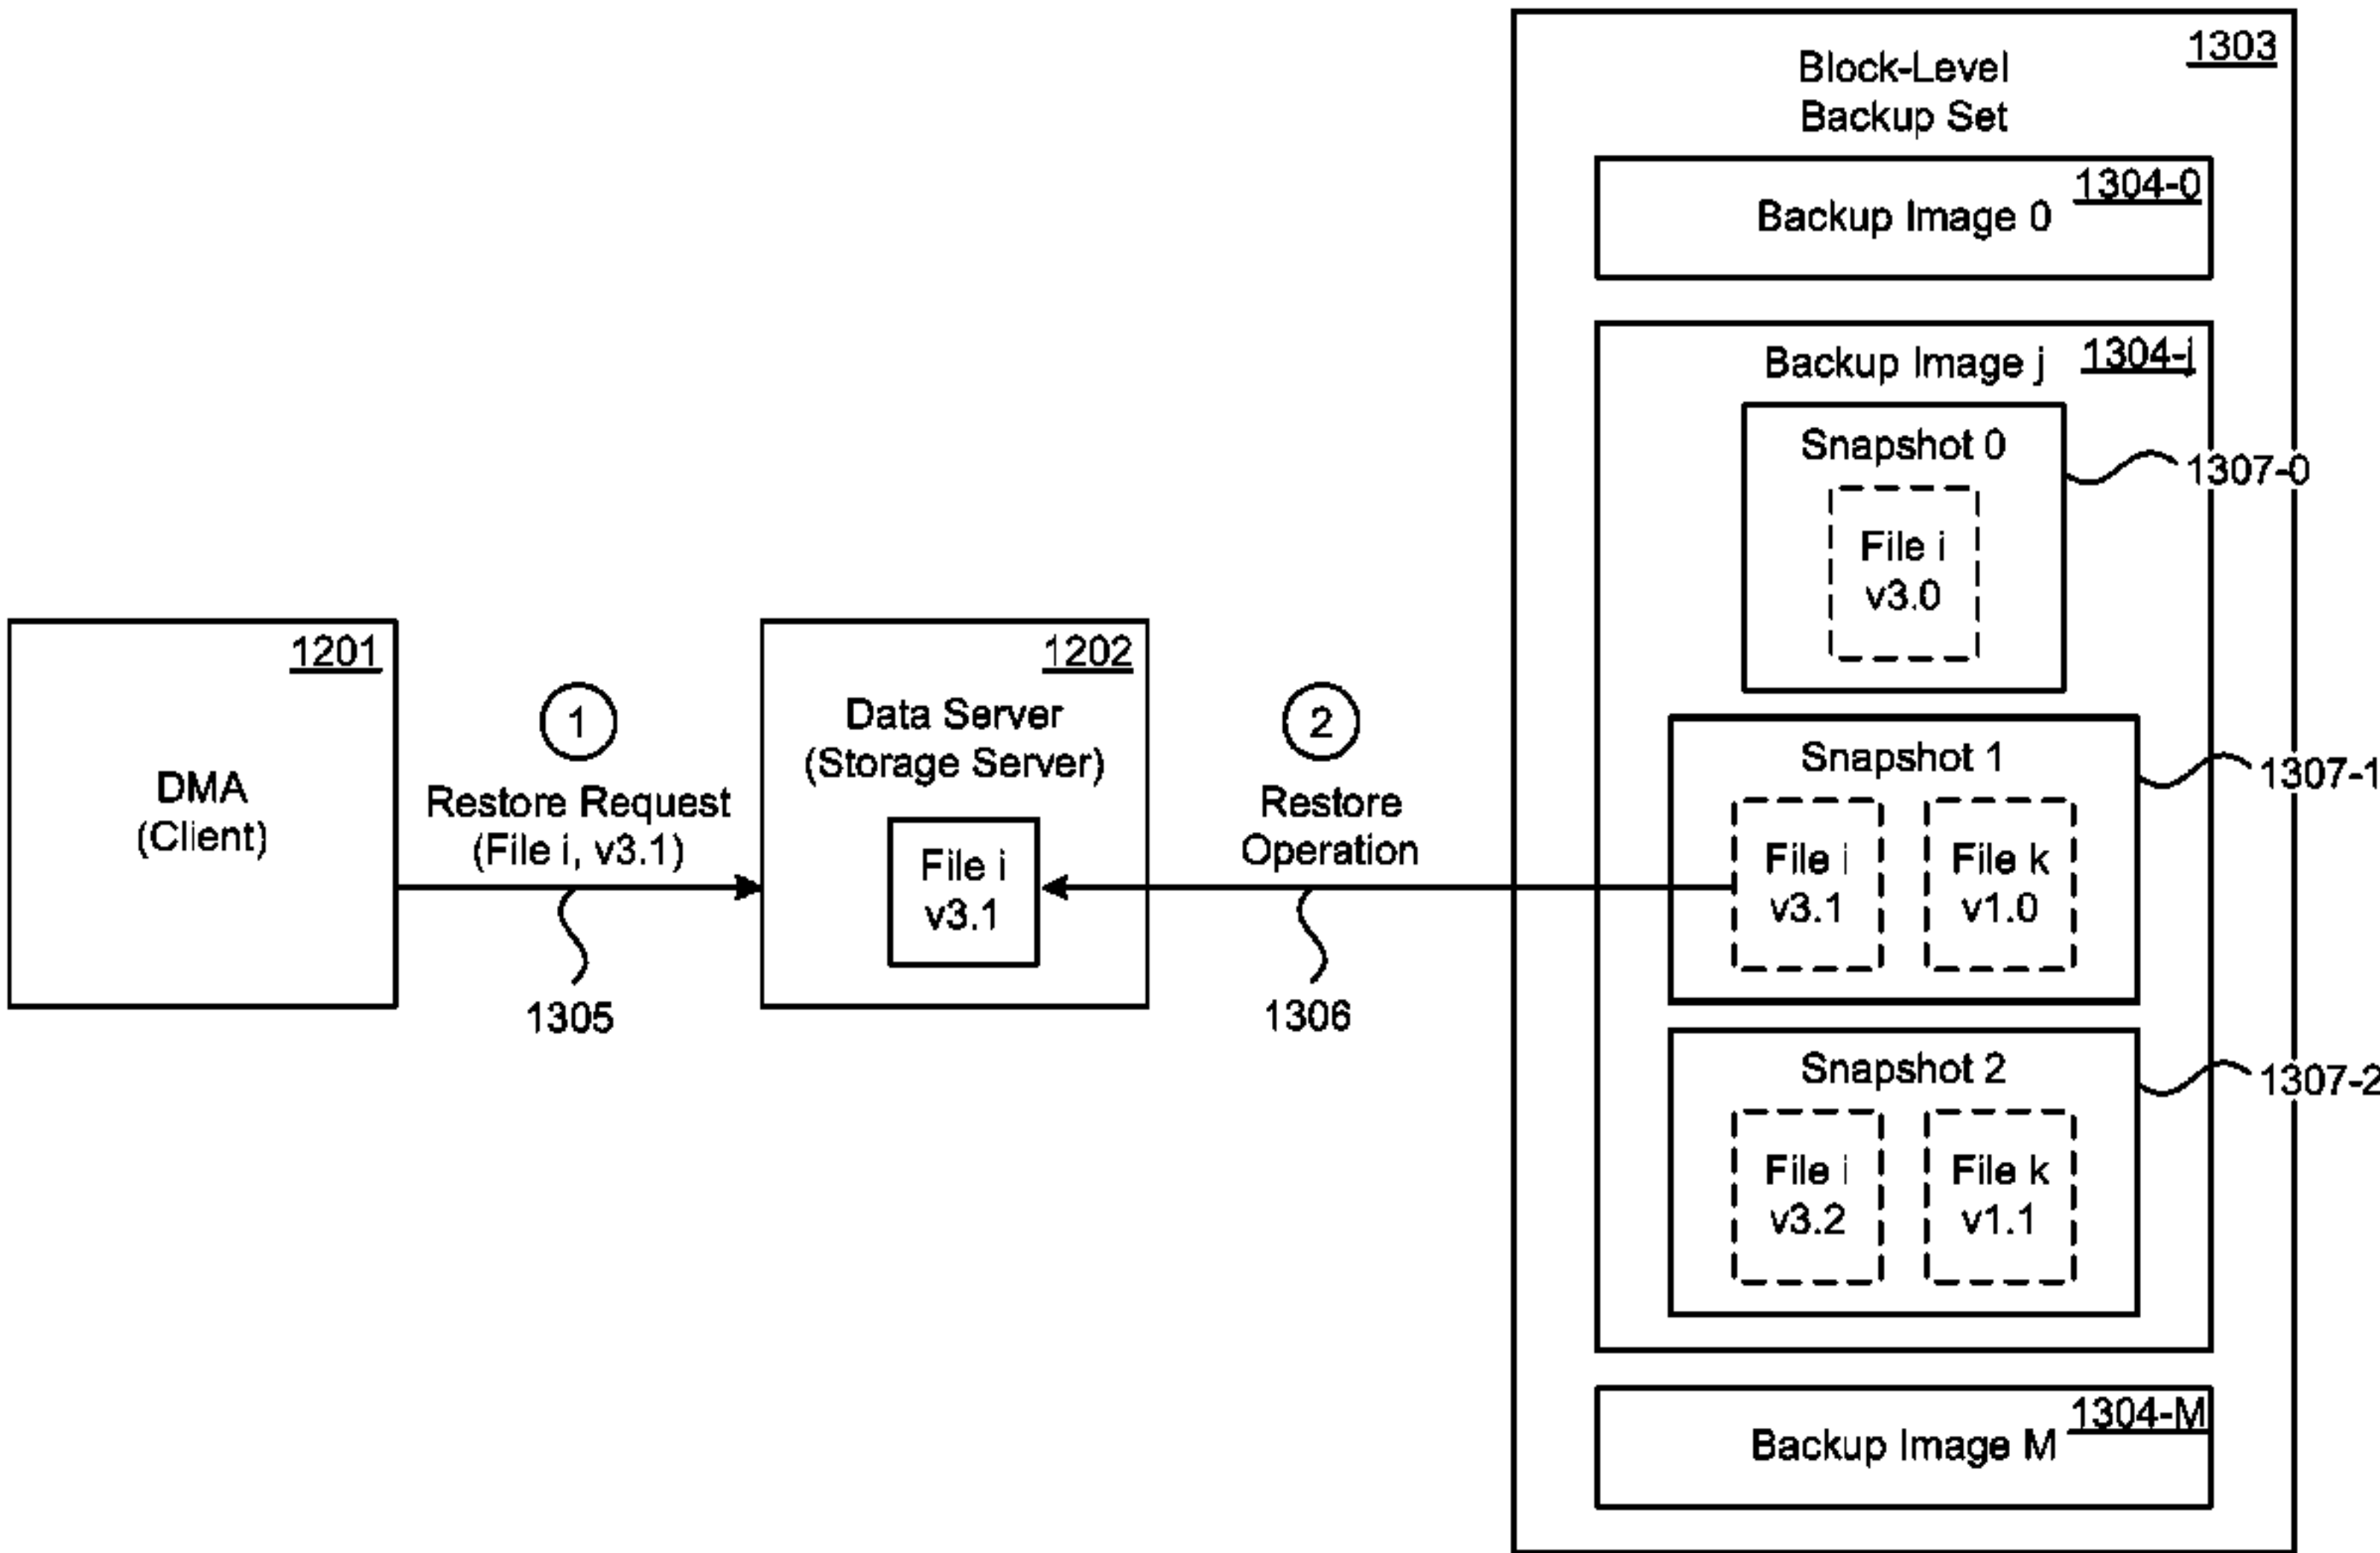 1201
DMA
(Client)
1
Restore Request
(File i, v3.1)
1305
1202
Data Server
(Storage Server)
File i
v3.1
2
Restore
Operation
1306
1303
Block-Level
Backup Set
1304-0
Backup Image 0
1304-j
Backup Image j
Snapshot 0
1307-0
File i
v3.0
Snapshot 1
1307-1
File i
v3.1
File k
v1.0
Snapshot 2
1307-2
File i
v3.2
File k
v1.1
1304-M
Backup Image M